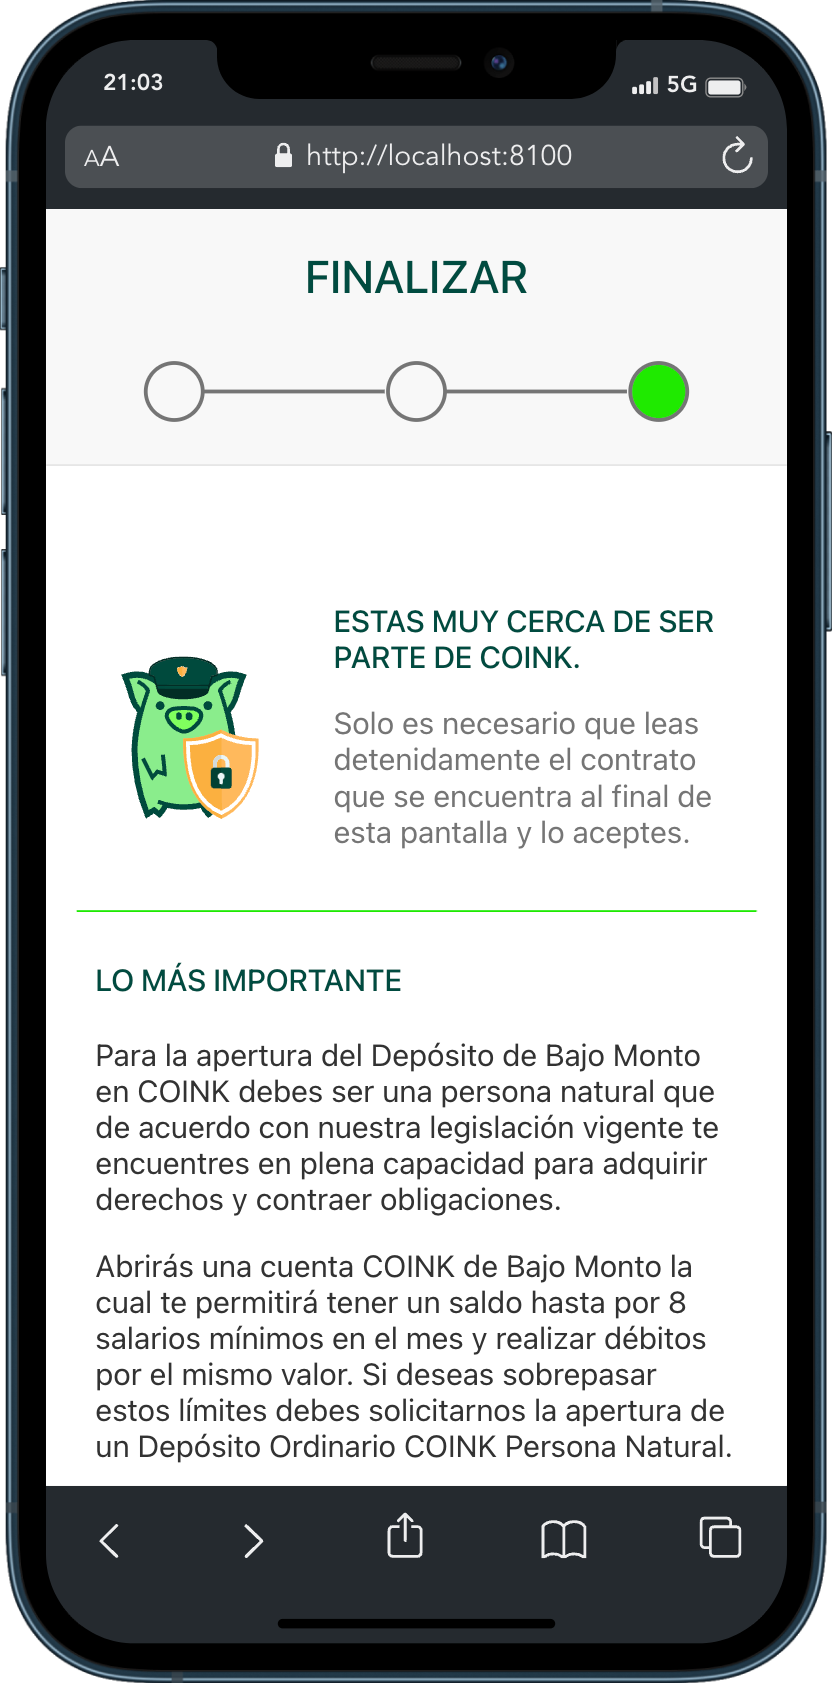 21:03
5G
AA
http://localhost:8100
FINALIZAR
ESTAS MUY CERCA DE SER
PARTE DE COINK.
Solo es necesario que leas
detenidamente el contrato
que se encuentra al final de
esta pantalla y lo aceptes.
LO MÁS IMPORTANTE
Para la apertura del Depósito de Bajo Monto
en COINK debes ser una persona natural que
de acuerdo con nuestra legislación vigente te
encuentres en plena capacidad para adquirir
derechos y contraer obligaciones.
Abrirás una cuenta COINK de Bajo Monto la
cual te permitirá tener un saldo hasta por 8
salarios mínimos en el mes y realizar débitos
por el mismo valor. Si deseas sobrepasar
estos límites debes solicitarnos la apertura de
un Depósito Ordinario COINK Persona Natural.